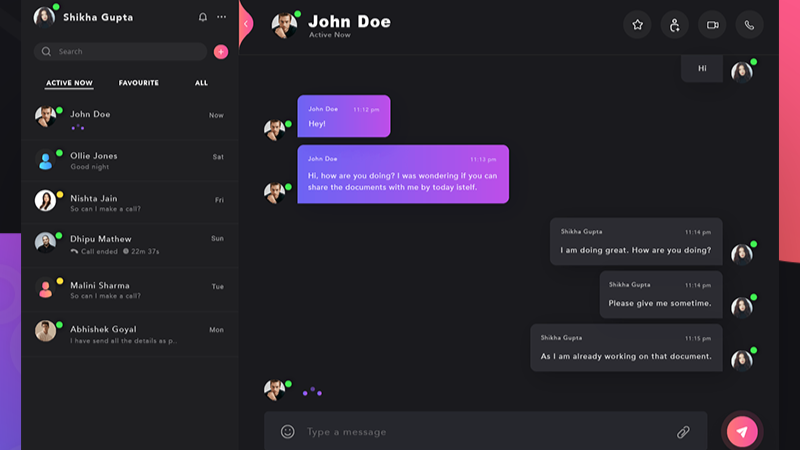 Shikha Gupta
Search
ACTIVE NOW
FAVOURITE
ALL
John Doe
Now
Ollie Jones
Sat
Good night
Nishta Jain
Fri
So can I make a call?
Dhipu Mathew
Sun
Call ended
22m 37s
Malini Sharma
Tue
So can I make a call?
Abhishek Goyal
Mon
I have send all the details as p..
John Doe
Active Now
Hi
John Doe
11:12 pm
Hey!
John Doe
11:13 pm
Hi, how are you doing? I was wondering if you can
share the documents with me by today istelf.
Shikha Gupta
11:14 pm
I am doing great. How are you doing?
Shikha Gupta
11:14 pm
Please give me sometime.
Shikha Gupta
11:15 pm
As I am already working on that document.
Type a message